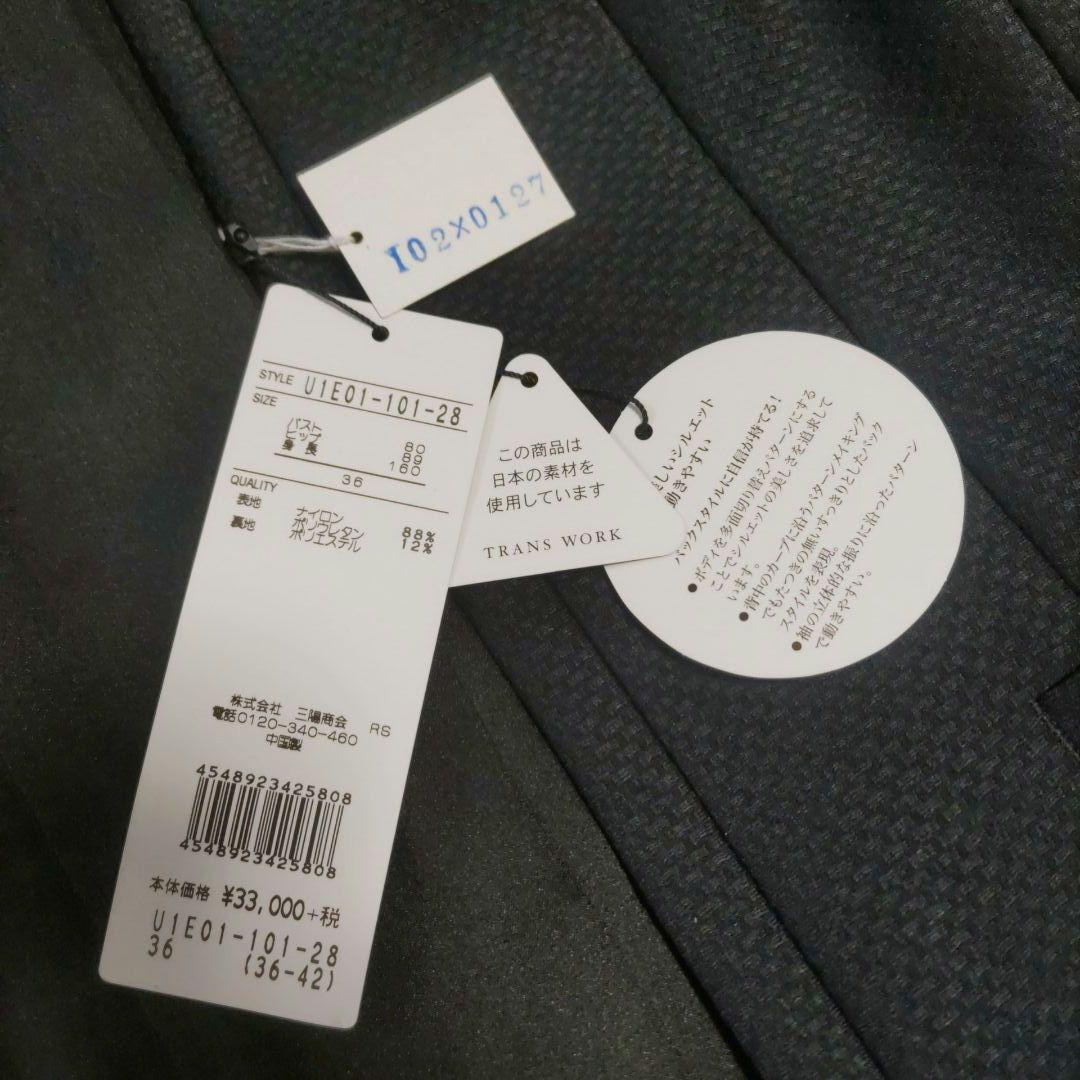 I02×0127
STYLE U1E01-101-28
SIZE
バスト 80
ヒップ 89
身長 160
36
QUALITY
表地 ナイロン 88%
ポリウレタン 12%
裏地 ポリエステル
株式会社 三陽商会 RS
電話0120-340-460
中国製
4548923425808
4548923425808
本体価格 ¥33,000+税
U1E01-101-28
36 (36-42)
この商品は
日本の素材を
使用しています
TRANS WORK
しいシルエット
動きやすい
バックスタイルに自信が持てる!
●ボディを多面切り替えパターンにする
ことでシルエットの美しさを追求して
います。
●背中のカーブに沿うパターンメイキング
でもたつきの無いすっきりとしたバック
スタイルを表現。
●袖の立体的な振りに沿ったパターン
で動きやすい。